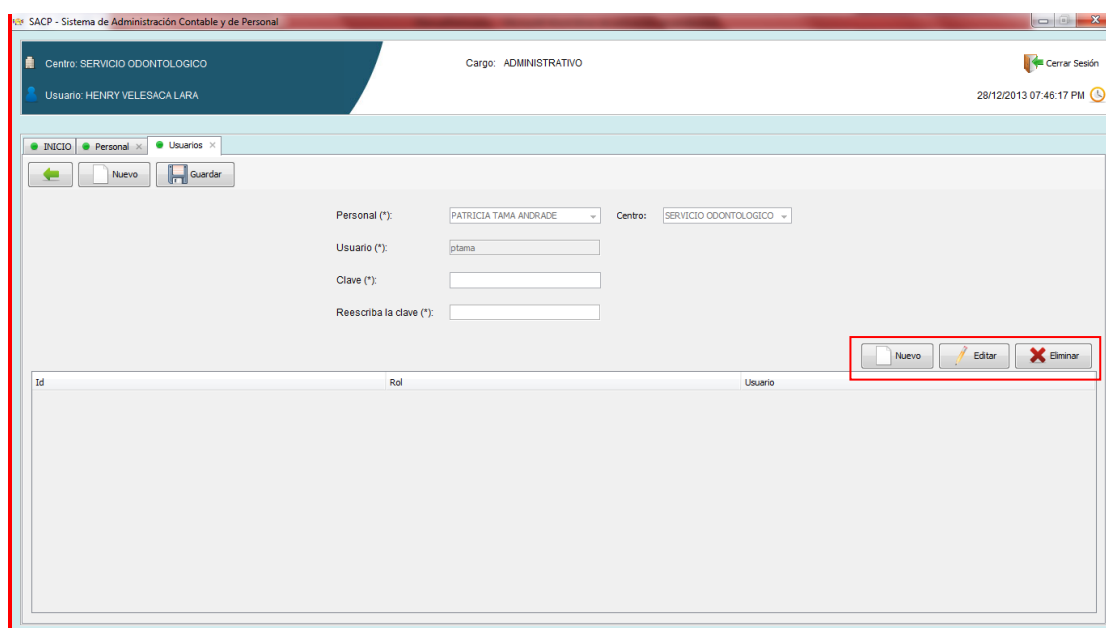 SACP - Sistema de Administración Contable y de Personal
Centro: SERVICIO ODONTOLOGICO
Cargo: ADMINISTRATIVO
Cerrar Sesión
Usuario: HENRY VELESACA LARA
28/12/2013 07:46:17 PM
INICIO Personal Usuarios
Nuevo Guardar
Personal (*): PATRICIA TAMA ANDRADE Centro: SERVICIO ODONTOLOGICO
Usuario (*): ptama
Clave (*):
Reescriba la clave (*):
Nuevo Editar Eliminar
Id Rol Usuario